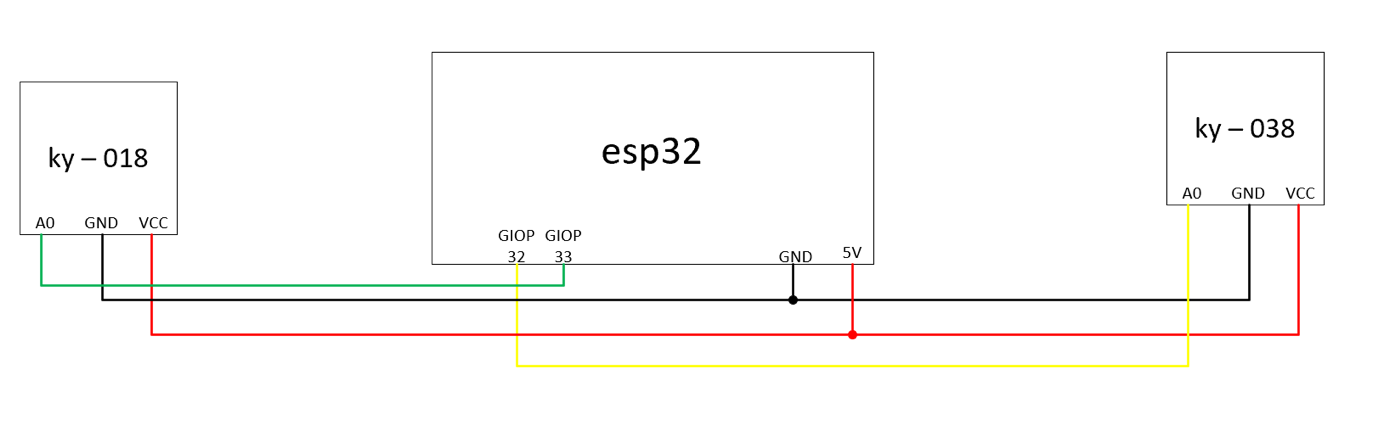 ky – 018
A0 GND VCC
esp32
GIOP GIOP
32 33
GND 5V
ky – 038
A0 GND VCC